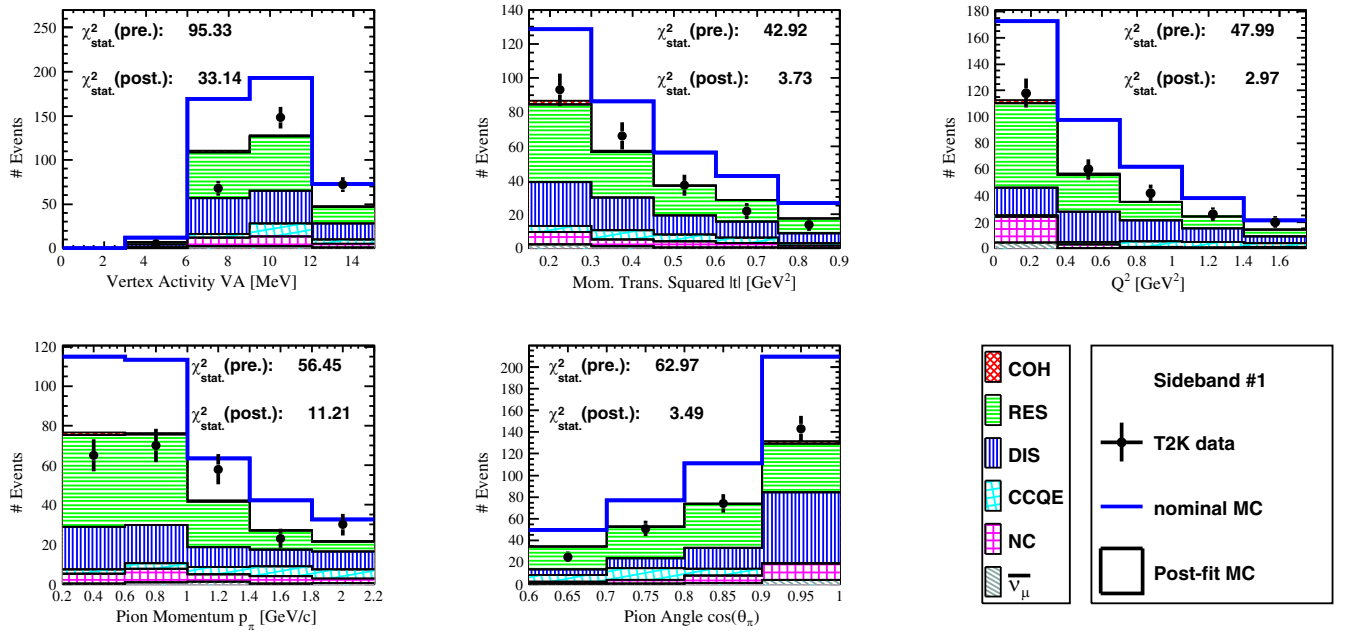 χ²stat.(pre.): 95.33
χ²stat.(post.): 33.14
# Events
0 50 100 150 200 250
0 2 4 6 8 10 12 14
Vertex Activity VA [MeV]
χ²stat.(pre.): 42.92
χ²stat.(post.): 3.73
# Events
0 20 40 60 80 100 120 140
0.2 0.3 0.4 0.5 0.6 0.7 0.8 0.9
Mom. Trans. Squared |t| [GeV²]
χ²stat.(pre.): 47.99
χ²stat.(post.): 2.97
# Events
0 20 40 60 80 100 120 140 160 180
0 0.2 0.4 0.6 0.8 1 1.2 1.4 1.6
Q² [GeV²]
χ²stat.(pre.): 56.45
χ²stat.(post.): 11.21
# Events
0 20 40 60 80 100 120
0.2 0.4 0.6 0.8 1 1.2 1.4 1.6 1.8 2 2.2
Pion Momentum pπ [GeV/c]
χ²stat.(pre.): 62.97
χ²stat.(post.): 3.49
# Events
0 20 40 60 80 100 120 140 160 180 200
0.6 0.65 0.7 0.75 0.8 0.85 0.9 0.95 1
Pion Angle cos(θπ)
COH
RES
DIS
CCQE
NC
ν̄μ
Sideband #1
T2K data
nominal MC
Post-fit MC